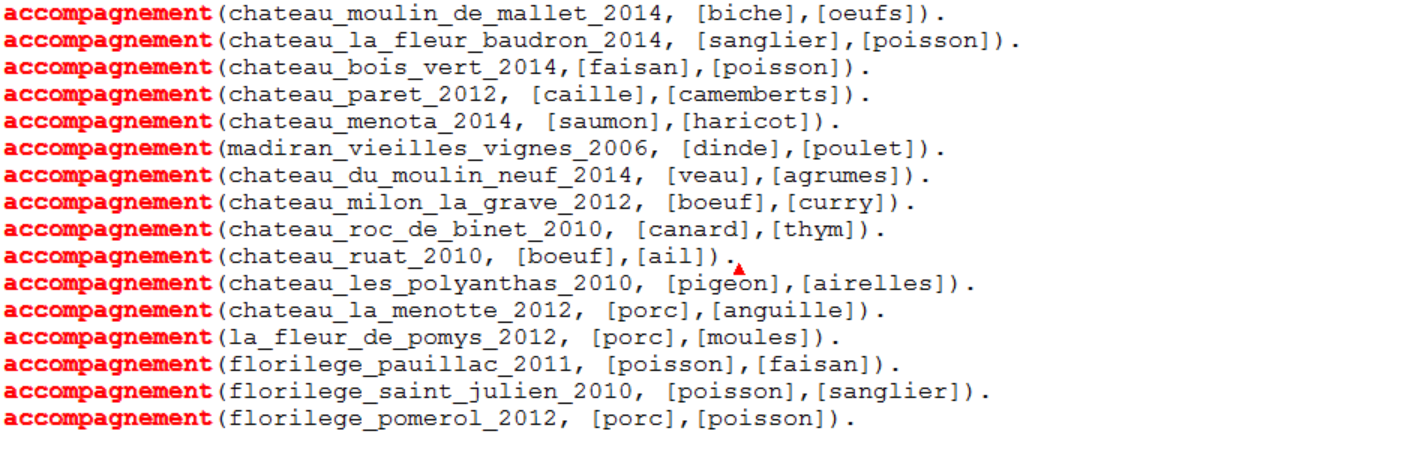 accompagnement(chateau_moulin_de_mallet_2014, [biche],[oeufs]).
accompagnement(chateau_la_fleur_baudron_2014, [sanglier],[poisson]).
accompagnement(chateau_bois_vert_2014,[faisan],[poisson]).
accompagnement(chateau_paret_2012, [caille],[camemberts]).
accompagnement(chateau_menota_2014, [saumon],[haricot]).
accompagnement(madiran_vieilles_vignes_2006, [dinde],[poulet]).
accompagnement(chateau_du_moulin_neuf_2014, [veau],[agrumes]).
accompagnement(chateau_milon_la_grave_2012, [boeuf],[curry]).
accompagnement(chateau_roc_de_binet_2010, [canard],[thym]).
accompagnement(chateau_ruat_2010, [boeuf],[ail]).
accompagnement(chateau_les_polyanthas_2010, [pigeon],[airelles]).
accompagnement(chateau_la_menotte_2012, [porc],[anguille]).
accompagnement(la_fleur_de_pomys_2012, [porc],[moules]).
accompagnement(florilege_pauillac_2011, [poisson],[faisan]).
accompagnement(florilege_saint_julien_2010, [poisson],[sanglier]).
accompagnement(florilege_pomerol_2012, [porc],[poisson]).